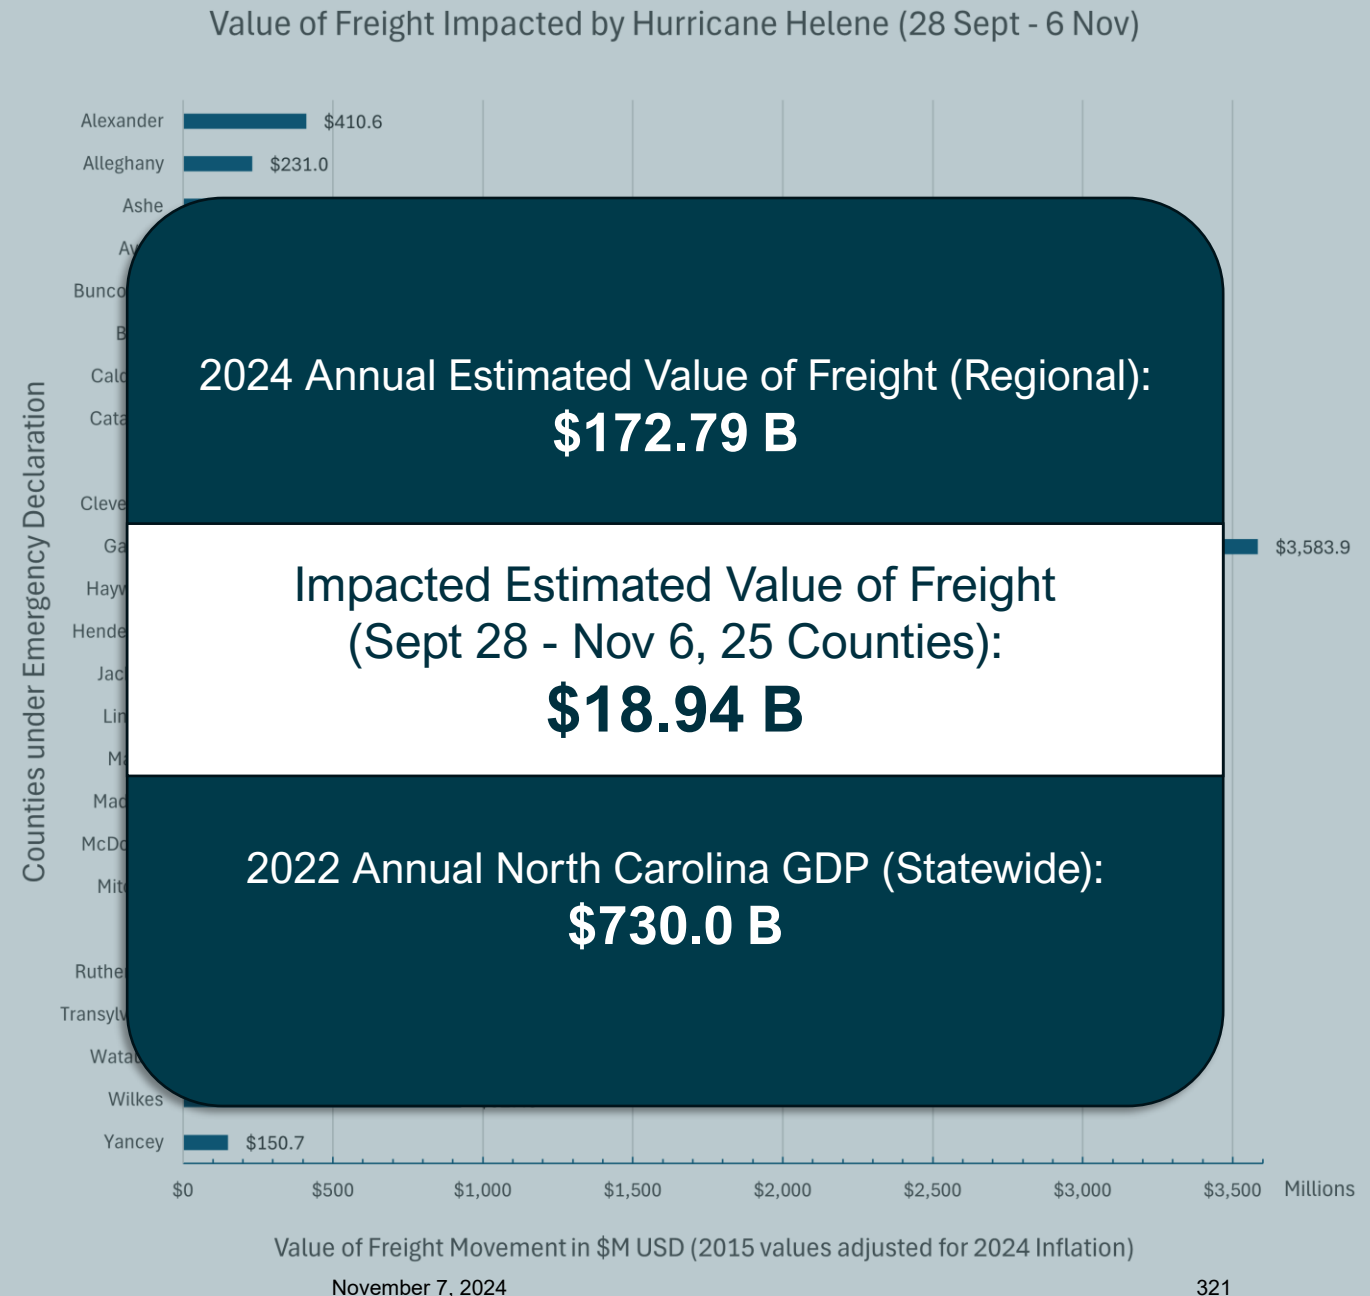 Value of Freight Impacted by Hurricane Helene (28 Sept - 6 Nov)
Counties under Emergency Declaration
Alexander $410.6
Alleghany $231.0
Ashe
2024 Annual Estimated Value of Freight (Regional):
$172.79 B
$3,583.9
Impacted Estimated Value of Freight
(Sept 28 - Nov 6, 25 Counties):
$18.94 B
2022 Annual North Carolina GDP (Statewide):
$730.0 B
Wilkes
Yancey $150.7
$0 $500 $1,000 $1,500 $2,000 $2,500 $3,000 $3,500 Millions
Value of Freight Movement in $M USD (2015 values adjusted for 2024 Inflation)
November 7, 2024 321